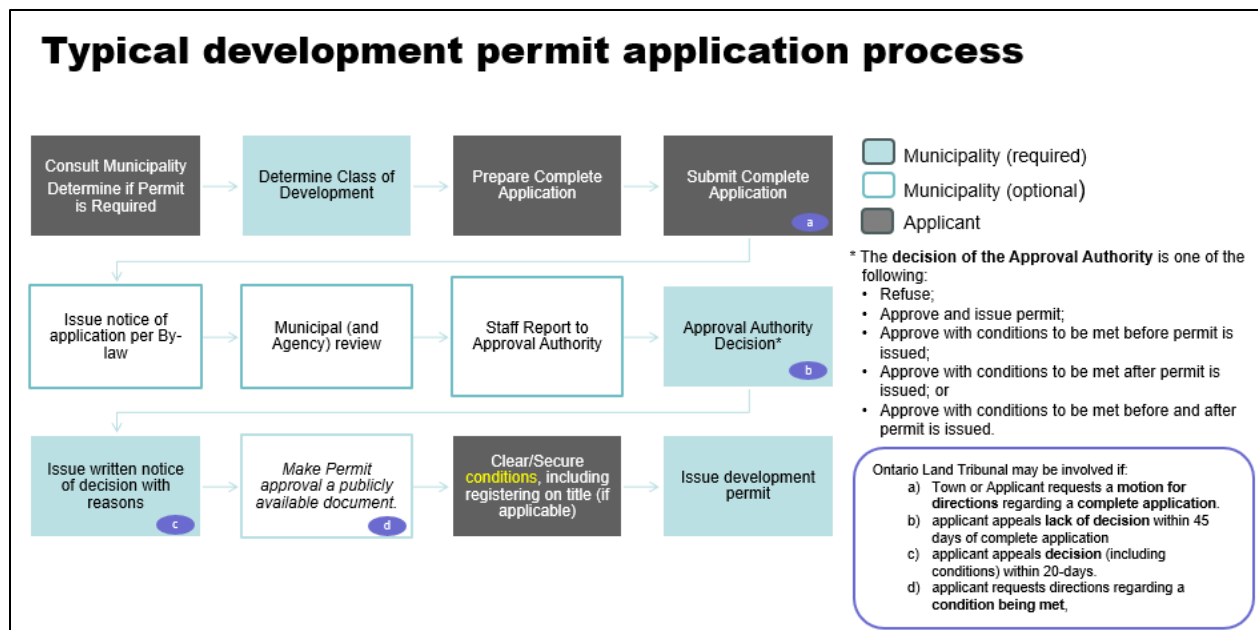 Typical development permit application process
Consult Municipality
Determine if Permit
is Required
Determine Class of
Development
Prepare Complete
Application
Submit Complete
Application
a
Issue notice of
application per By-
law
Municipal (and
Agency) review
Staff Report to
Approval Authority
Approval Authority
Decision*
b
Issue written notice
of decision with
reasons
c
Make Permit
approval a publicly
available document.
d
Clear/Secure
conditions, including
registering on title (if
applicable)
Issue development
permit
Municipality (required)
Municipality (optional)
Applicant
* The decision of the Approval Authority is one of the
following:
• Refuse;
• Approve and issue permit;
• Approve with conditions to be met before permit is
issued;
• Approve with conditions to be met after permit is
issued; or
• Approve with conditions to be met before and after
permit is issued.
Ontario Land Tribunal may be involved if:
a) Town or Applicant requests a motion for
directions regarding a complete application.
b) applicant appeals lack of decision within 45
days of complete application
c) applicant appeals decision (including
conditions) within 20-days.
d) applicant requests directions regarding a
condition being met,